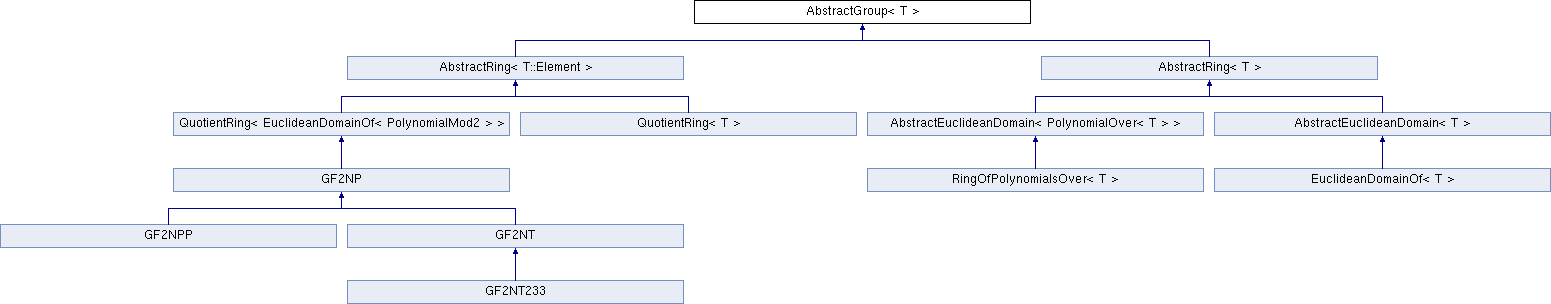 AbstractGroup< T >
AbstractRing< T::Element >
AbstractRing< T >
QuotientRing< EuclideanDomainOf< PolynomialMod2 > >
QuotientRing< T >
AbstractEuclideanDomain< PolynomialOver< T > >
AbstractEuclideanDomain< T >
GF2NP
RingOfPolynomialsOver< T >
EuclideanDomainOf< T >
GF2NPP
GF2NT
GF2NT233